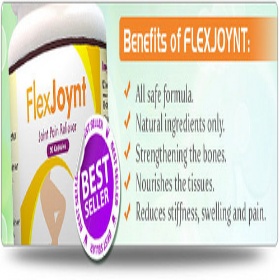 FlexJoynt
Joint Pain Reliever
BEST
SELLER
Benefits of FLEXJOYNT:
All safe formula.
Natural ingredients only.
Strengthening the bones.
Nourishes the tissues.
Reduces stiffness, swelling and pain.